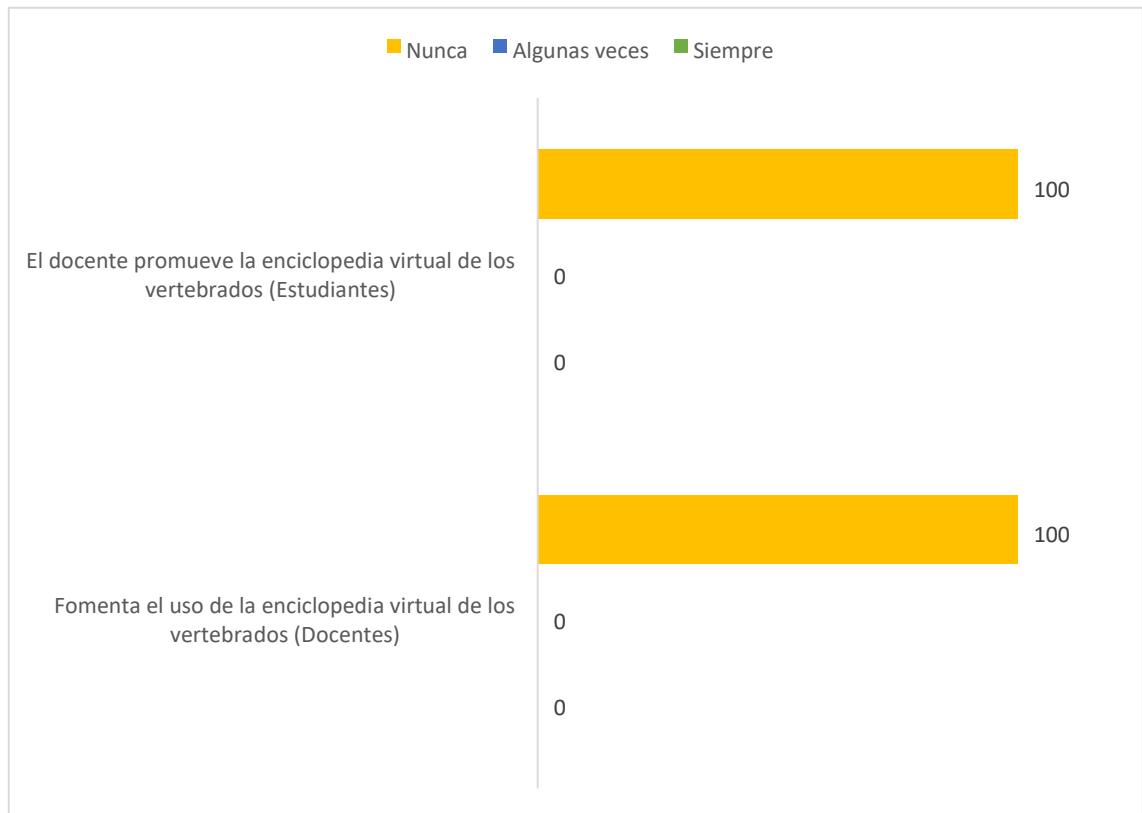 Nunca Algunas veces Siempre
100
El docente promueve la enciclopedia virtual de los
vertebrados (Estudiantes)
0
0
100
Fomenta el uso de la enciclopedia virtual de los
vertebrados (Docentes)
0
0